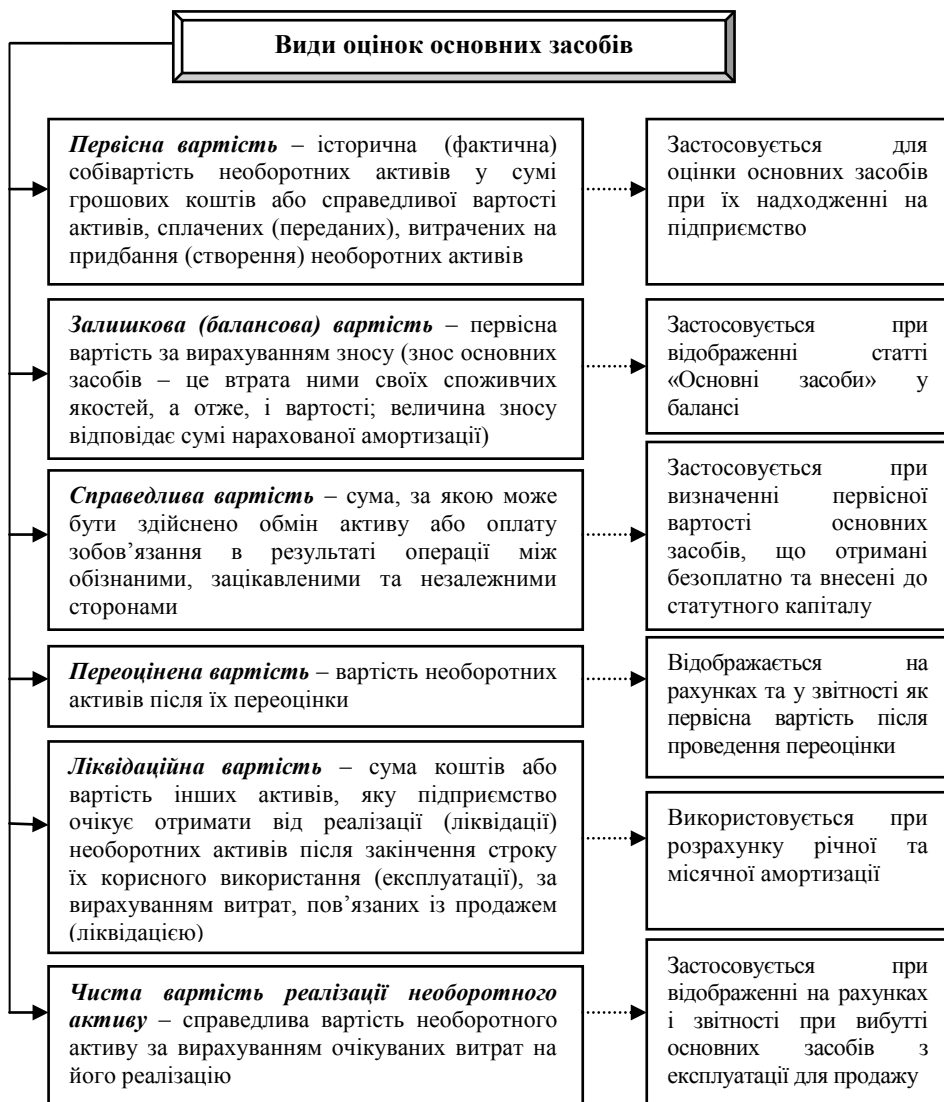 Види оцінок основних засобів
Первісна вартість – історична (фактична)
собівартість необоротних активів у сумі
грошових коштів або справедливої вартості
активів, сплачених (переданих), витрачених на
придбання (створення) необоротних активів
Застосовується для
оцінки основних засобів
при їх надходженні на
підприємство
Залишкова (балансова) вартість – первісна
вартість за вирахуванням зносу (знос основних
засобів – це втрата ними своїх споживчих
якостей, а отже, і вартості; величина зносу
відповідає сумі нарахованої амортизації)
Застосовується при
відображенні статті
«Основні засоби» у
балансі
Справедлива вартість – сума, за якою може
бути здійснено обмін активу або оплату
зобов’язання в результаті операції між
обізнаними, зацікавленими та незалежними
сторонами
Застосовується при
визначенні первісної
вартості основних
засобів, що отримані
безоплатно та внесені до
статутного капіталу
Переоцінена вартість – вартість необоротних
активів після їх переоцінки
Відображається на
рахунках та у звітності як
первісна вартість після
проведення переоцінки
Ліквідаційна вартість – сума коштів або
вартість інших активів, яку підприємство
очікує отримати від реалізації (ліквідації)
необоротних активів після закінчення строку
їх корисного використання (експлуатації), за
вирахуванням витрат, пов’язаних із продажем
(ліквідацією)
Використовується при
розрахунку річної та
місячної амортизації
Чиста вартість реалізації необоротного
активу – справедлива вартість необоротного
активу за вирахуванням очікуваних витрат на
його реалізацію
Застосовується при
відображенні на рахунках
і звітності при вибутті
основних засобів з
експлуатації для продажу